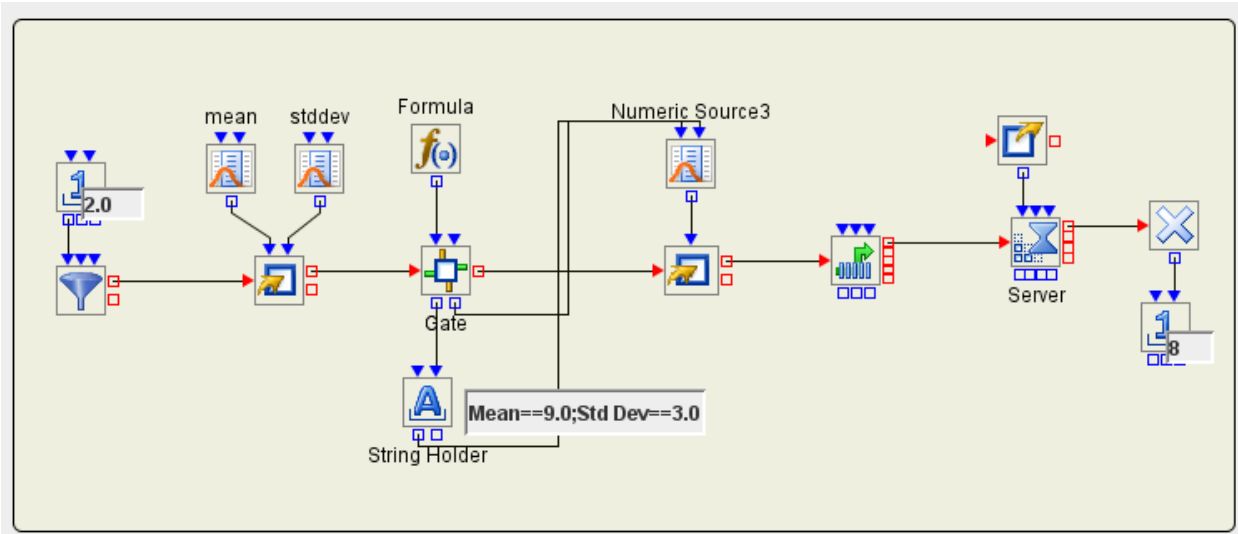 mean
stddev
Formula
Numeric Source3
2.0
Gate
Server
8
Mean==9.0;Std Dev==3.0
String Holder